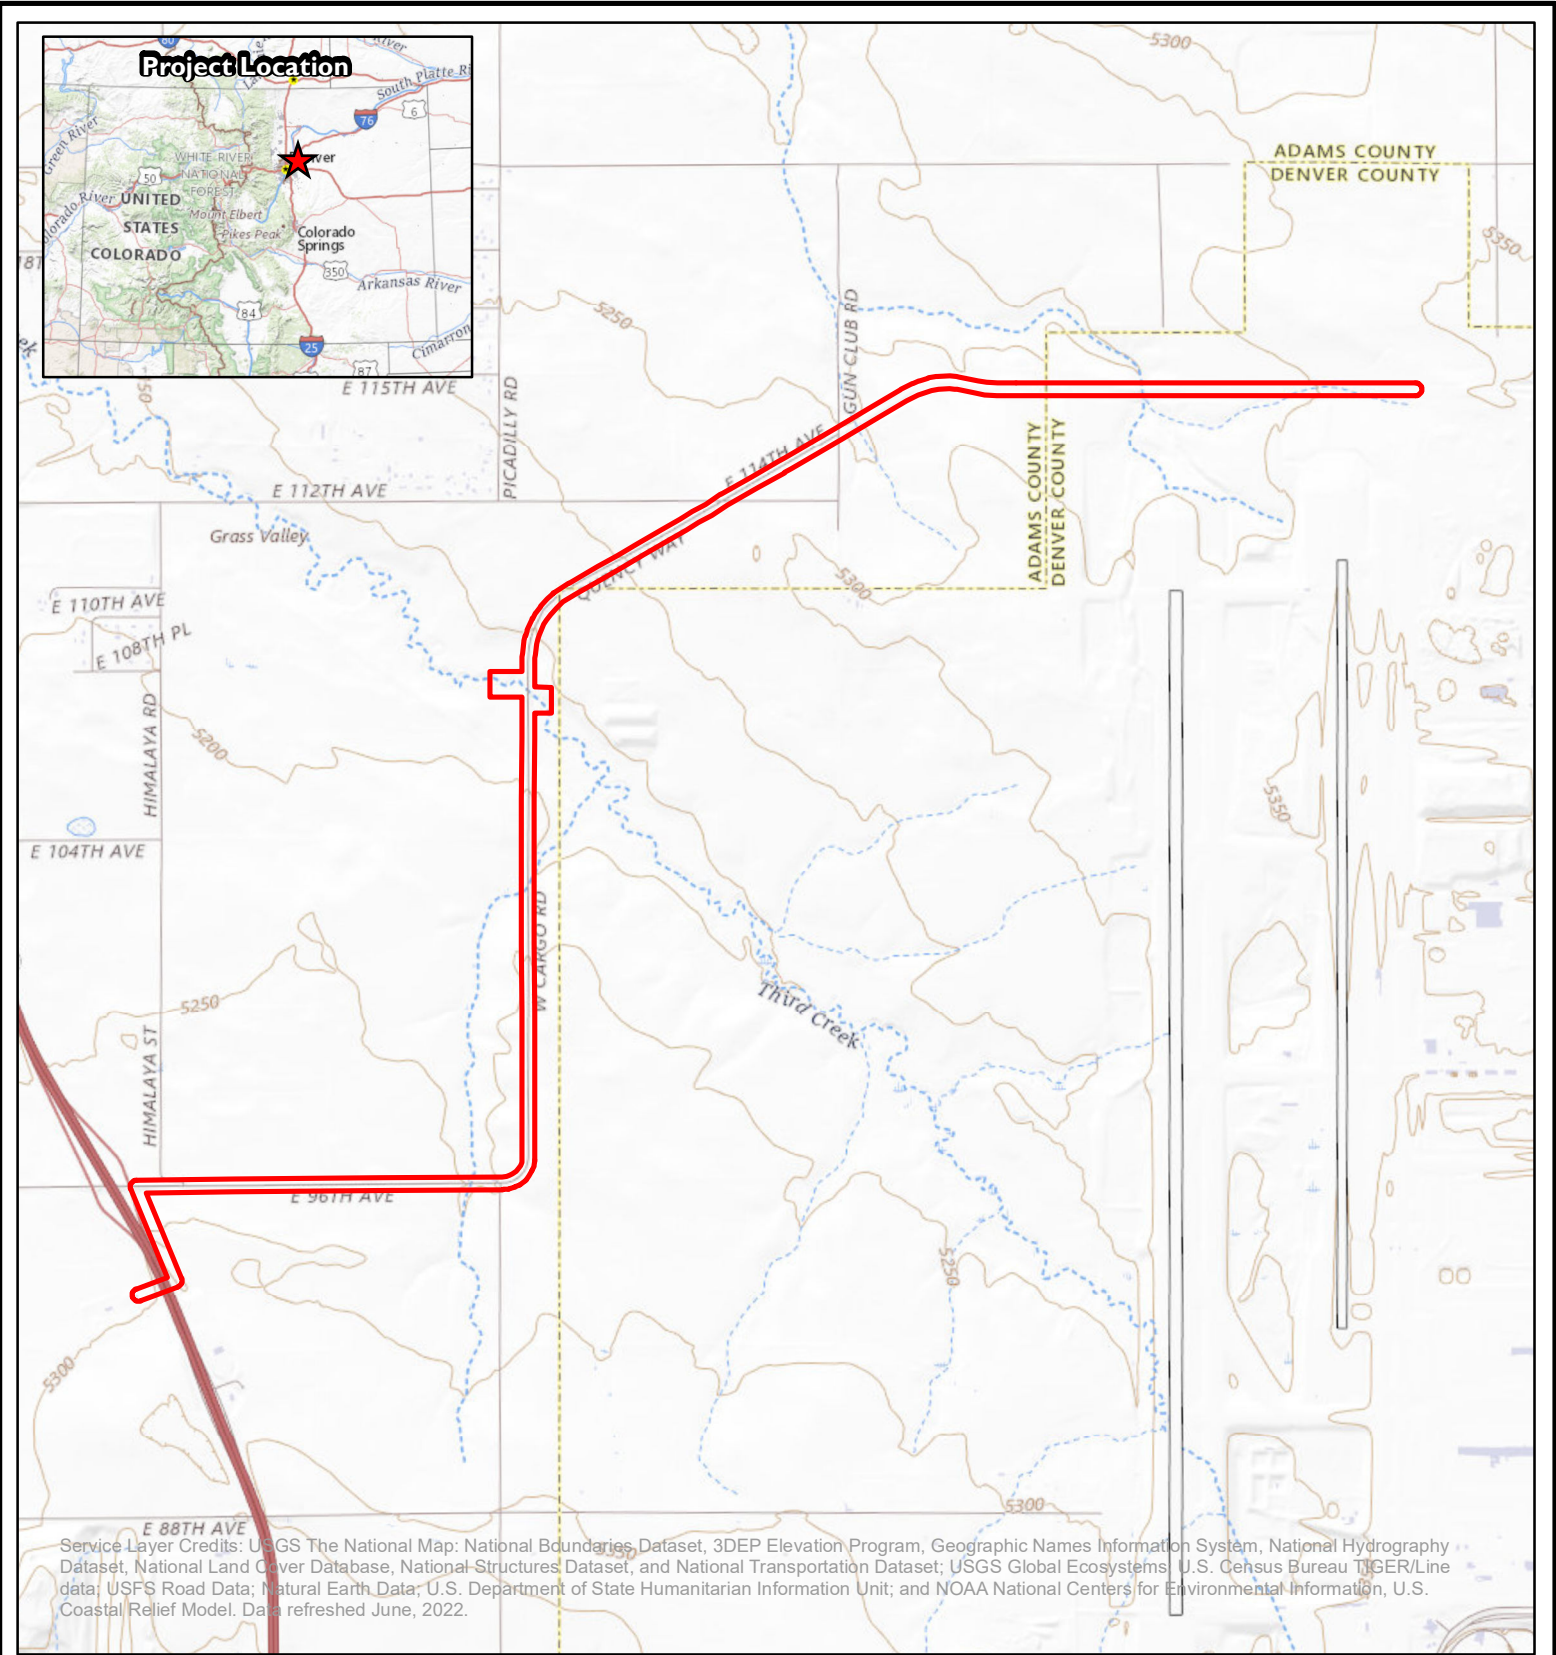 Project Location
80
River
South Platte Ri
76
6
Green River
WHITE RIVER
NATIONAL
FOREST
50
UNITED
STATES
COLORADO
Mount Elbert
Pikes Peak
Colorado
Springs
350
Arkansas River
84
25
Cimarron
87
5300
ADAMS COUNTY
DENVER COUNTY
5350
5250
GUN CLUB RD
E 115TH AVE
PICADILLY RD
E 112TH AVE
E 114TH AVE
ADAMS COUNTY
DENVER COUNTY
Grass Valley
QUENCY WAY
5300
E 110TH AVE
E 108TH PL
HIMALAYA RD
5200
5350
E 104TH AVE
W CARGO RD
5250
Third Creek
HIMALAYA ST
E 96TH AVE
5250
5300
5300
E 88TH AVE
5350
Service Layer Credits: USGS The National Map: National Boundaries Dataset, 3DEP Elevation Program, Geographic Names Information System, National Hydrography
Dataset, National Land Cover Database, National Structures Dataset, and National Transportation Dataset; USGS Global Ecosystems; U.S. Census Bureau TIGER/Line
data; USFS Road Data; Natural Earth Data; U.S. Department of State Humanitarian Information Unit; and NOAA National Centers for Environmental Information, U.S.
Coastal Relief Model. Data refreshed June, 2022.